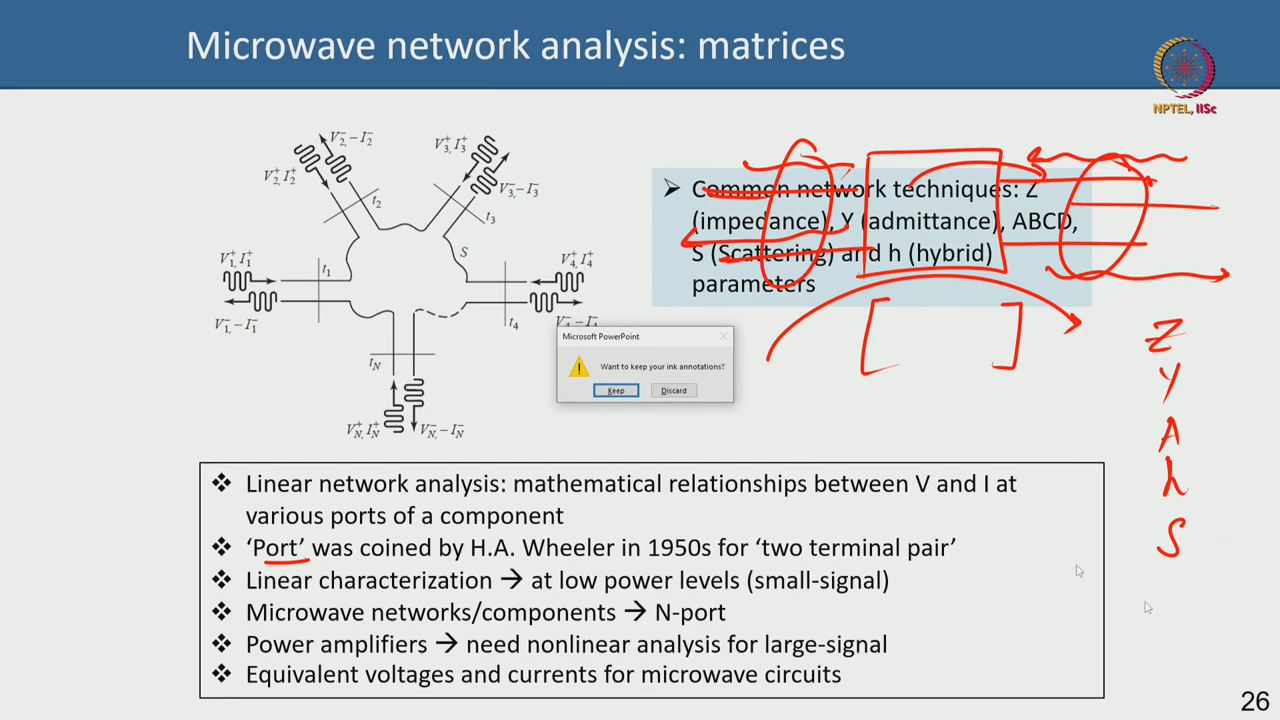 Microwave network analysis: matrices
NPTEL, IISc
V2⁻, −I2⁻
V3⁺, I3⁺
V2⁺, I2⁺
V3⁻, −I3⁻
t2
t3
S
V1⁺, I1⁺
V4⁺, I4⁺
t1
t4
V1⁻, −I1⁻
tN
VN⁺, IN⁺
VN⁻, −IN⁻
➢ Common network techniques: Z
(impedance), Y (admittance), ABCD,
S (Scattering) and h (hybrid)
parameters
Z
Y
A
h
S
Microsoft PowerPoint
Want to keep your ink annotations?
Keep
Discard
❖ Linear network analysis: mathematical relationships between V and I at
various ports of a component
❖ ‘Port’ was coined by H.A. Wheeler in 1950s for ‘two terminal pair’
❖ Linear characterization → at low power levels (small-signal)
❖ Microwave networks/components → N-port
❖ Power amplifiers → need nonlinear analysis for large-signal
❖ Equivalent voltages and currents for microwave circuits
26